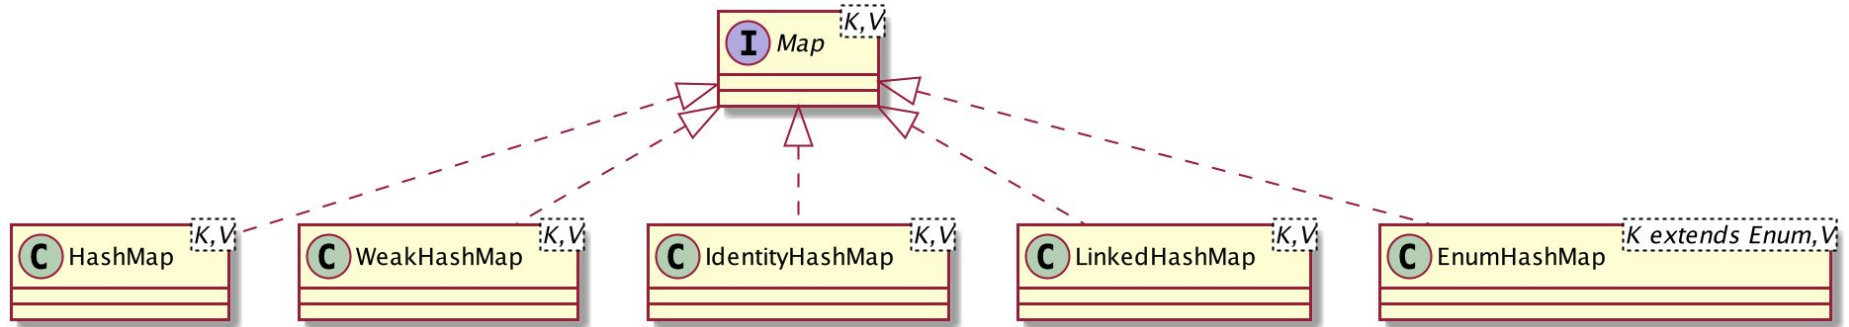 K,V
I Map
K,V
C HashMap
K,V
C WeakHashMap
K,V
C IdentityHashMap
K,V
C LinkedHashMap
K extends Enum,V
C EnumHashMap